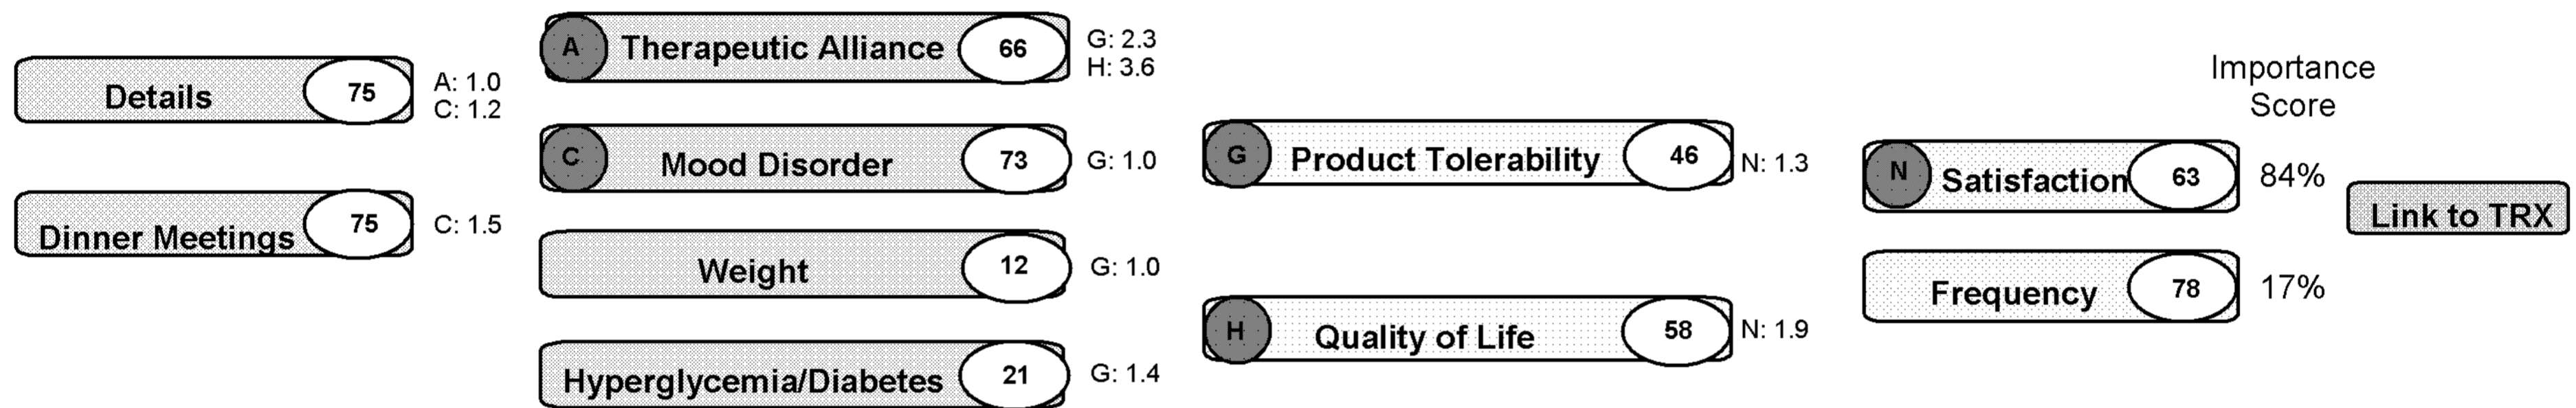 Details 75
A: 1.0
C: 1.2
Dinner Meetings 75
C: 1.5
A Therapeutic Alliance 66
G: 2.3
H: 3.6
C Mood Disorder 73
G: 1.0
Weight 12
G: 1.0
Hyperglycemia/Diabetes 21
G: 1.4
G Product Tolerability 46
N: 1.3
H Quality of Life 58
N: 1.9
Importance
Score
N Satisfaction 63
84%
Frequency 78
17%
Link to TRX